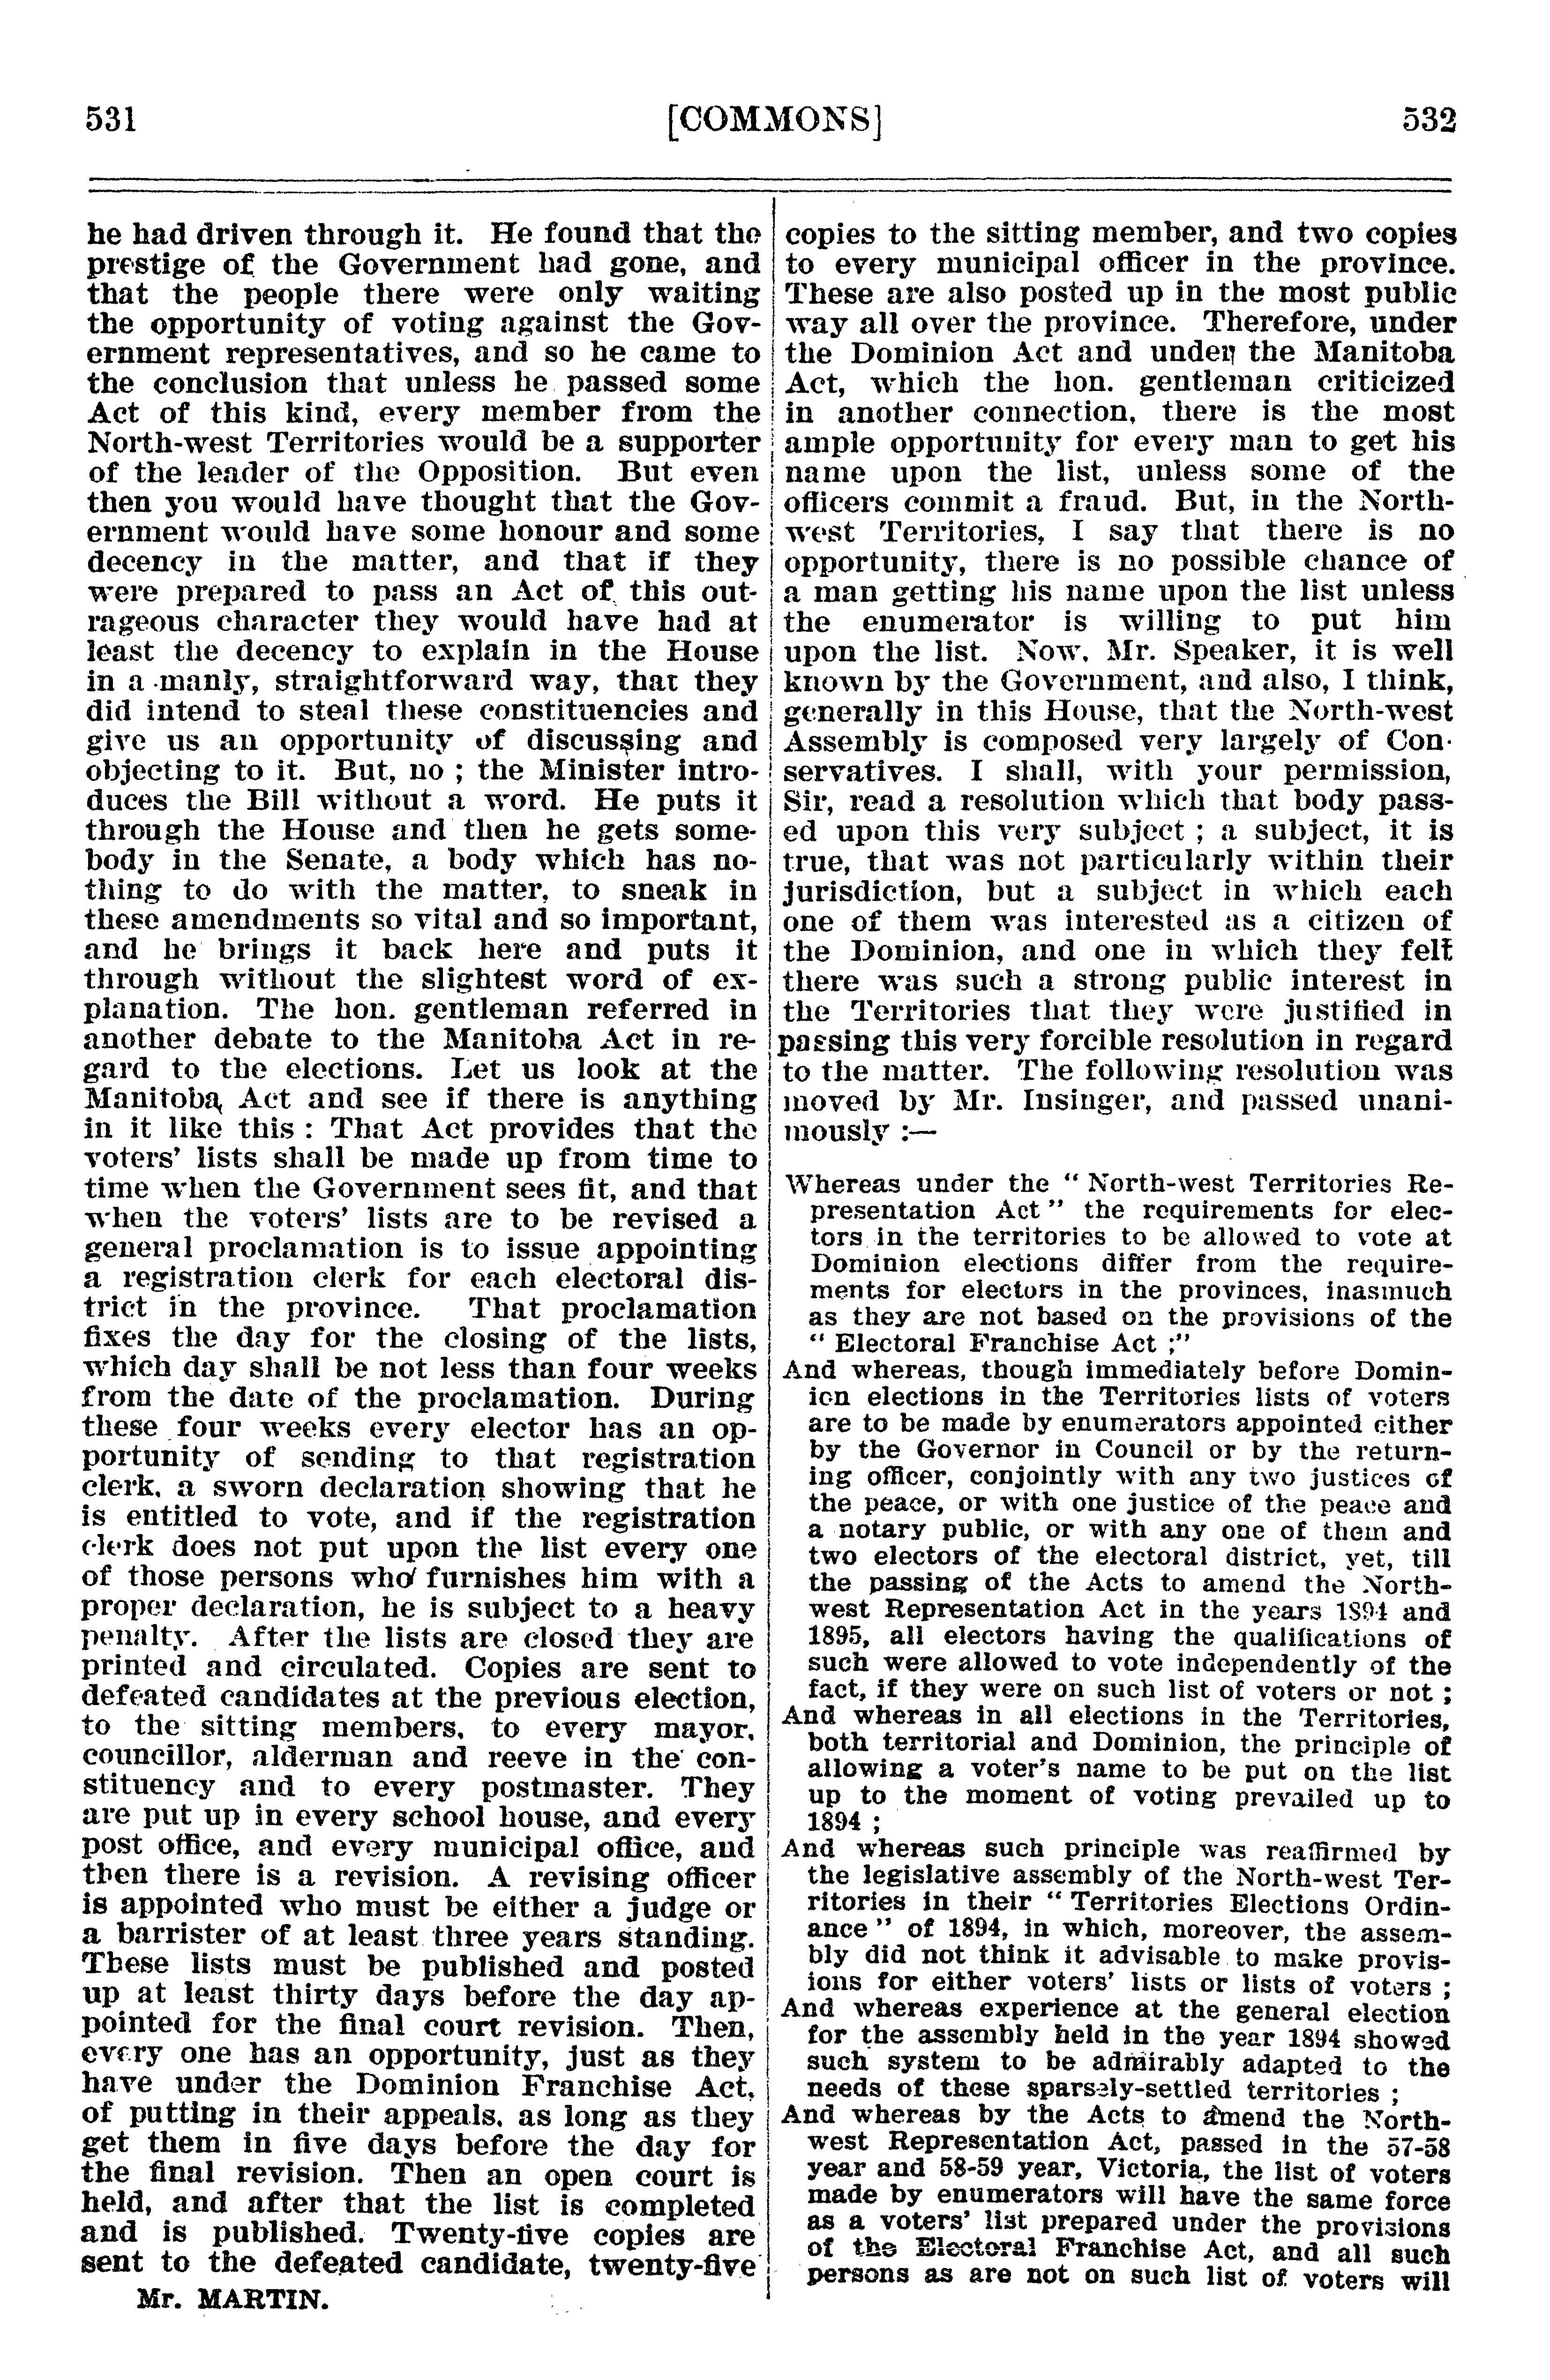 531
[COMMONS]
532
he had driven through it. He found that the
prestige of the Government had gone, and
that the people there were only waiting
the opportunity of voting against the Gov-
ernment representatives, and so he came to
the conclusion that unless he passed some
Act of this kind, every member from the
North-west Territories would be a supporter
of the leader of the Opposition. But even
then you would have thought that the Gov-
ernment would have some honour and some
decency in the matter, and that if they
were prepared to pass an Act of this out-
rageous character they would have had at
least the decency to explain in the House
in a manly, straightforward way, that they
did intend to steal these constituencies and
give us an opportunity of discussing and
objecting to it. But, no ; the Minister intro-
duces the Bill without a word. He puts it
through the House and then he gets some-
body in the Senate, a body which has no-
thing to do with the matter, to sneak in
these amendments so vital and so important,
and he brings it back here and puts it
through without the slightest word of ex-
planation. The hon. gentleman referred in
another debate to the Manitoba Act in re-
gard to the elections. Let us look at the
Manitoba Act and see if there is anything
in it like this : That Act provides that the
voters' lists shall be made up from time to
time when the Government sees fit, and that
when the voters' lists are to be revised a
general proclamation is to issue appointing
a registration clerk for each electoral dis-
trict in the province. That proclamation
fixes the day for the closing of the lists,
which day shall be not less than four weeks
from the date of the proclamation. During
these four weeks every elector has an op-
portunity of sending to that registration
clerk, a sworn declaration showing that he
is entitled to vote, and if the registration
clerk does not put upon the list every one
of those persons who furnishes him with a
proper declaration, he is subject to a heavy
penalty. After the lists are closed they are
printed and circulated. Copies are sent to
defeated candidates at the previous election,
to the sitting members, to every mayor,
councillor, alderman and reeve in the con-
stituency and to every postmaster. They
are put up in every school house, and every
post office, and every municipal office, and
then there is a revision. A revising officer
is appointed who must be either a judge or
a barrister of at least three years standing.
These lists must be published and posted
up at least thirty days before the day ap-
pointed for the final court revision. Then,
every one has an opportunity, just as they
have under the Dominion Franchise Act,
of putting in their appeals, as long as they
get them in five days before the day for
the final revision. Then an open court is
held, and after that the list is completed
and is published. Twenty-five copies are
sent to the defeated candidate, twenty-five
Mr. MARTIN.
copies to the sitting member, and two copies
to every municipal officer in the province.
These are also posted up in the most public
way all over the province. Therefore, under
the Dominion Act and under the Manitoba
Act, which the hon. gentleman criticized
in another connection, there is the most
ample opportunity for every man to get his
name upon the list, unless some of the
officers commit a fraud. But, in the North-
west Territories, I say that there is no
opportunity, there is no possible chance of
a man getting his name upon the list unless
the enumerator is willing to put him
upon the list. Now, Mr. Speaker, it is well
known by the Government, and also, I think,
generally in this House, that the North-west
Assembly is composed very largely of Con-
servatives. I shall, with your permission,
Sir, read a resolution which that body pass-
ed upon this very subject ; a subject, it is
true, that was not particularly within their
jurisdiction, but a subject in which each
one of them was interested as a citizen of
the Dominion, and one in which they felt
there was such a strong public interest in
the Territories that they were justified in
passing this very forcible resolution in regard
to the matter. The following resolution was
moved by Mr. Insinger, and passed unani-
mously :—
Whereas under the " North-west Territories Re-
presentation Act " the requirements for elec-
tors in the territories to be allowed to vote at
Dominion elections differ from the require-
ments for electors in the provinces, inasmuch
as they are not based on the provisions of the
" Electoral Franchise Act ;"
And whereas, though immediately before Domin-
ion elections in the Territories lists of voters
are to be made by enumerators appointed either
by the Governor in Council or by the return-
ing officer, conjointly with any two justices of
the peace, or with one justice of the peace and
a notary public, or with any one of them and
two electors of the electoral district, yet, till
the passing of the Acts to amend the North-
west Representation Act in the years 1894 and
1895, all electors having the qualifications of
such were allowed to vote independently of the
fact, if they were on such list of voters or not ;
And whereas in all elections in the Territories,
both territorial and Dominion, the principle of
allowing a voter's name to be put on the list
up to the moment of voting prevailed up to
1894 ;
And whereas such principle was reaffirmed by
the legislative assembly of the North-west Ter-
ritories in their " Territories Elections Ordin-
ance " of 1894, in which, moreover, the assem-
bly did not think it advisable to make provis-
ions for either voters' lists or lists of voters ;
And whereas experience at the general election
for the assembly held in the year 1894 showed
such system to be admirably adapted to the
needs of these sparsely-settled territories ;
And whereas by the Acts to amend the North-
west Representation Act, passed in the 57-58
year and 58-59 year, Victoria, the list of voters
made by enumerators will have the same force
as a voters' list prepared under the provisions
of the Electoral Franchise Act, and all such
persons as are not on such list of voters will